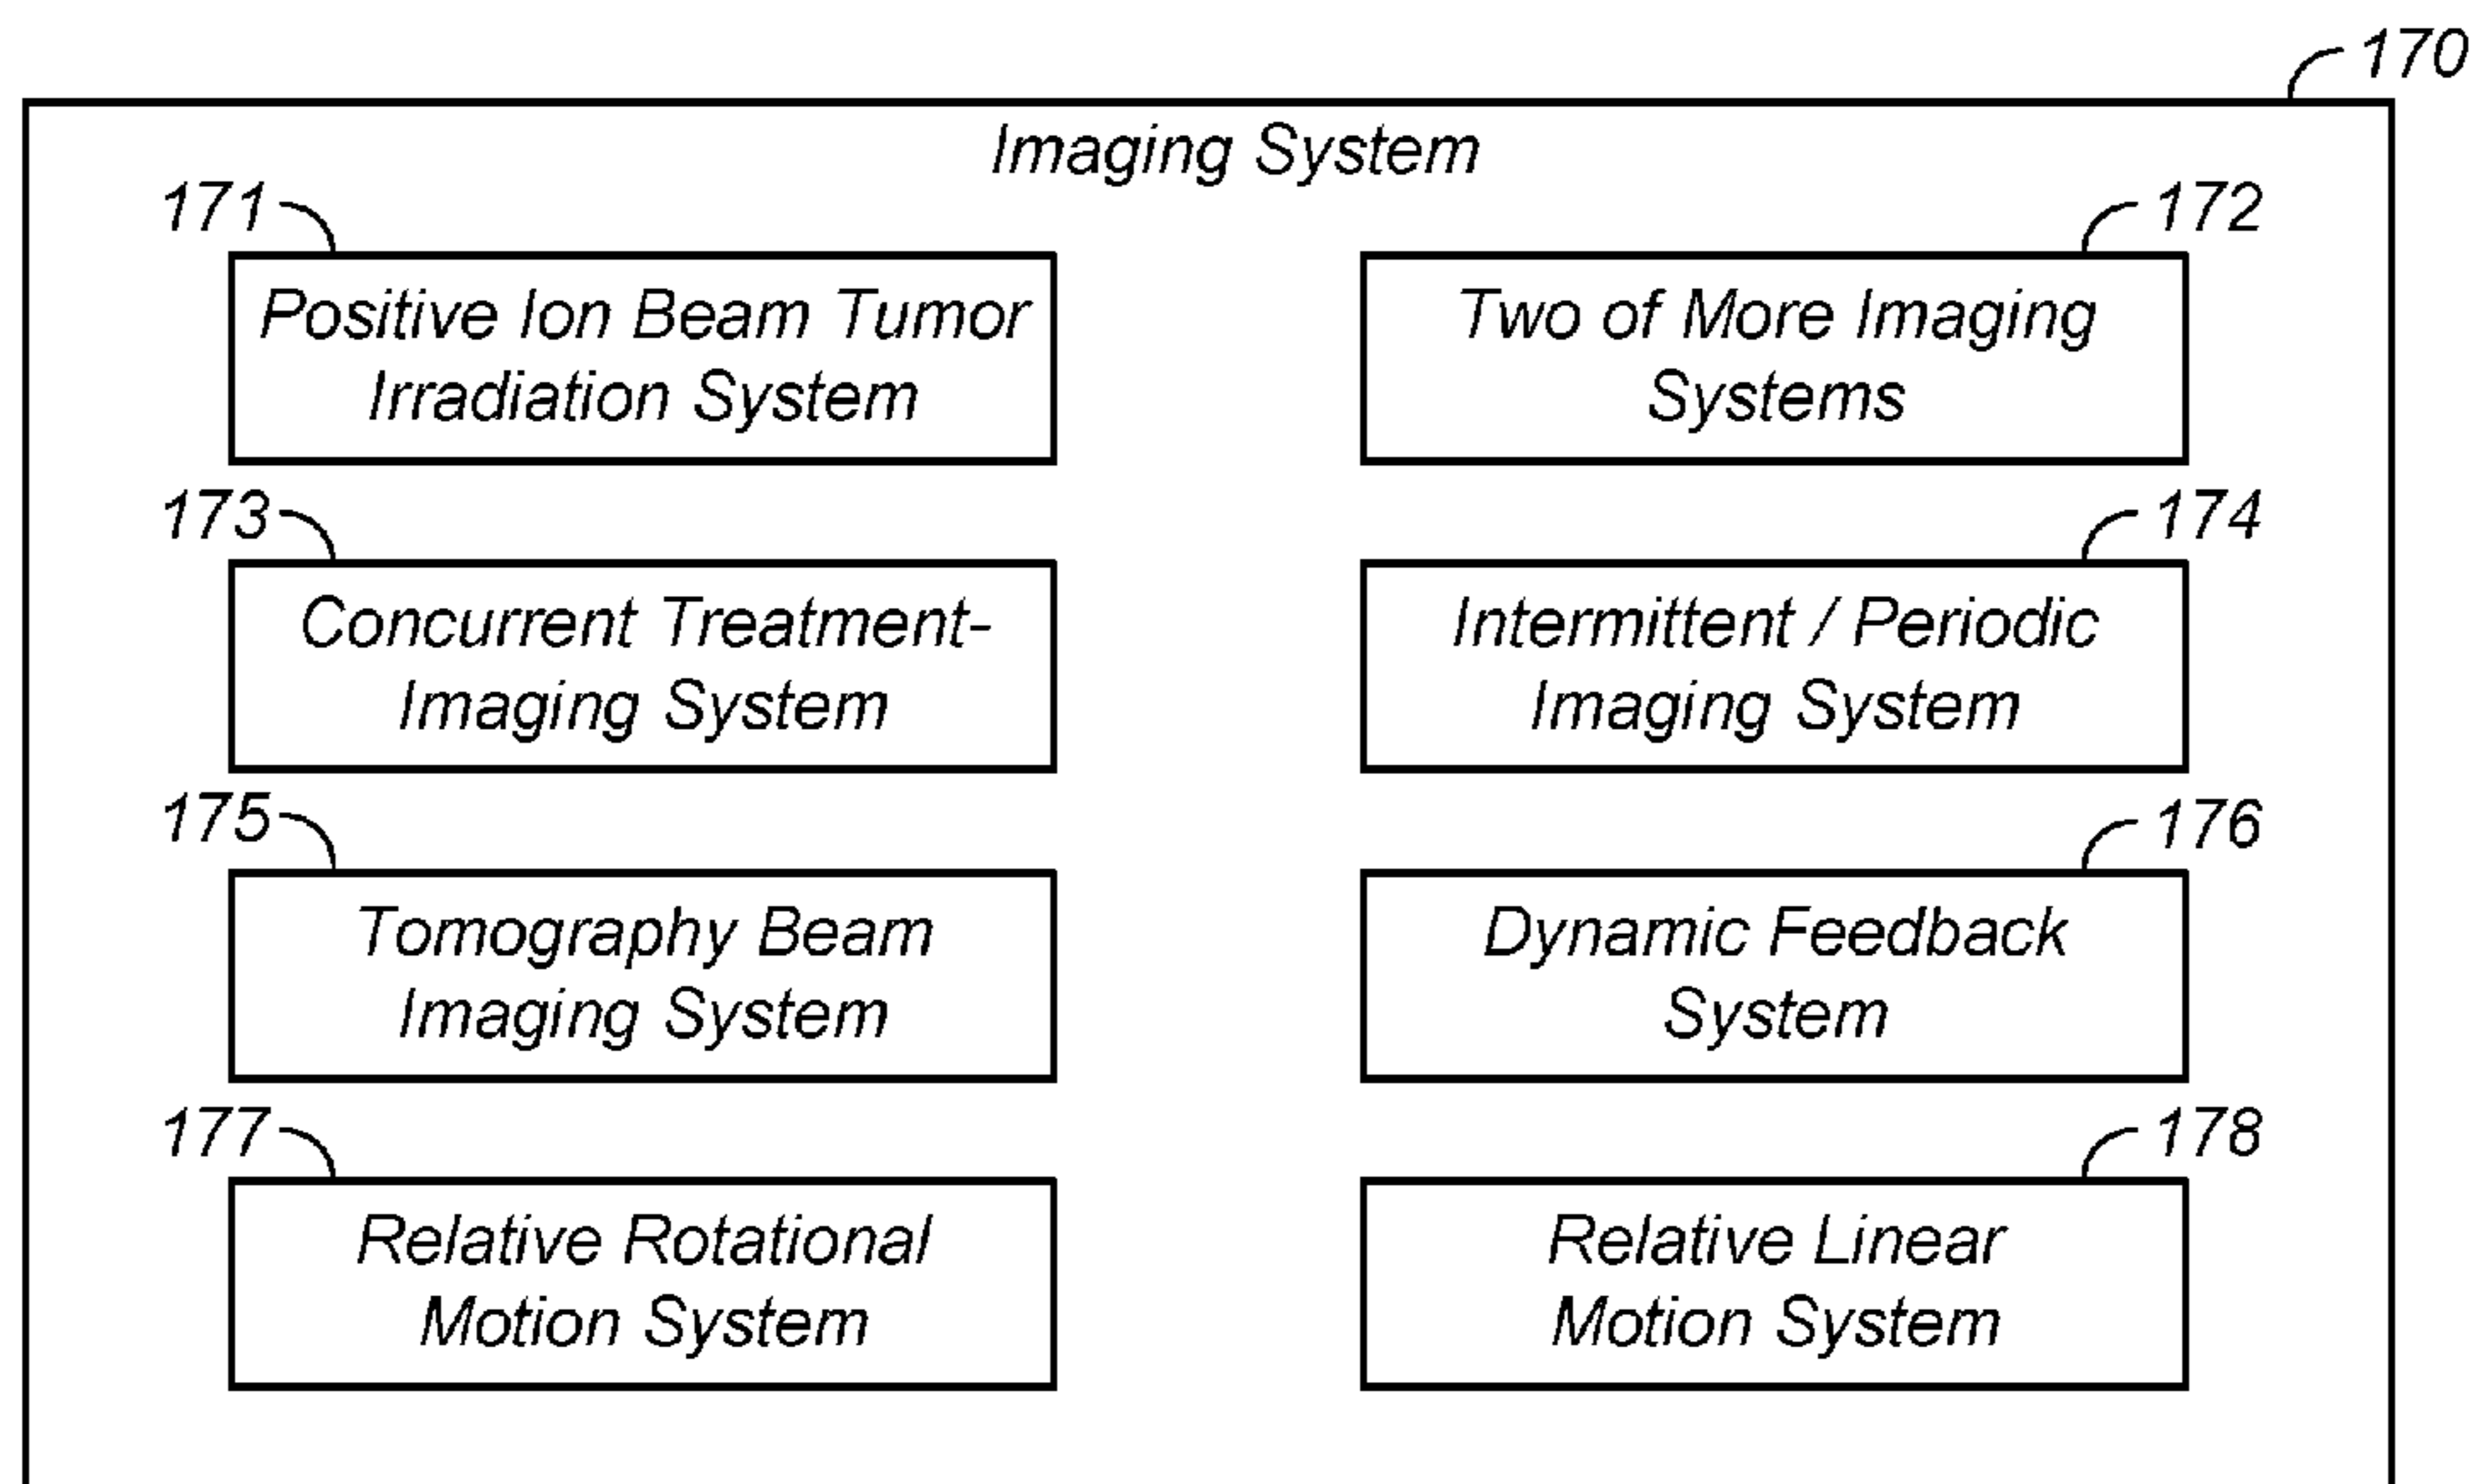 170
Imaging System
171
172
Positive Ion Beam Tumor
Irradiation System
Two of More Imaging
Systems
173
174
Concurrent Treatment-
Imaging System
Intermittent / Periodic
Imaging System
175
176
Tomography Beam
Imaging System
Dynamic Feedback
System
177
178
Relative Rotational
Motion System
Relative Linear
Motion System